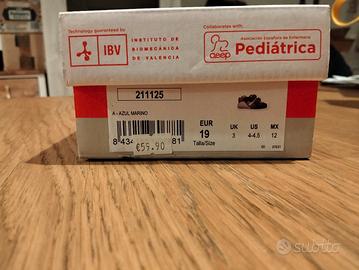 Technology guaranteed by
IBV
INSTITUTO DE
BIOMECÁNICA
DE VALENCIA
Collaborates with:
aeep
Asociación Española de Enfermería
Pediátrica
211125
A - AZUL MARINO
EUR
19
Talla/Size
UK
3
US
4-4.5
MX
12
€59.90
subito